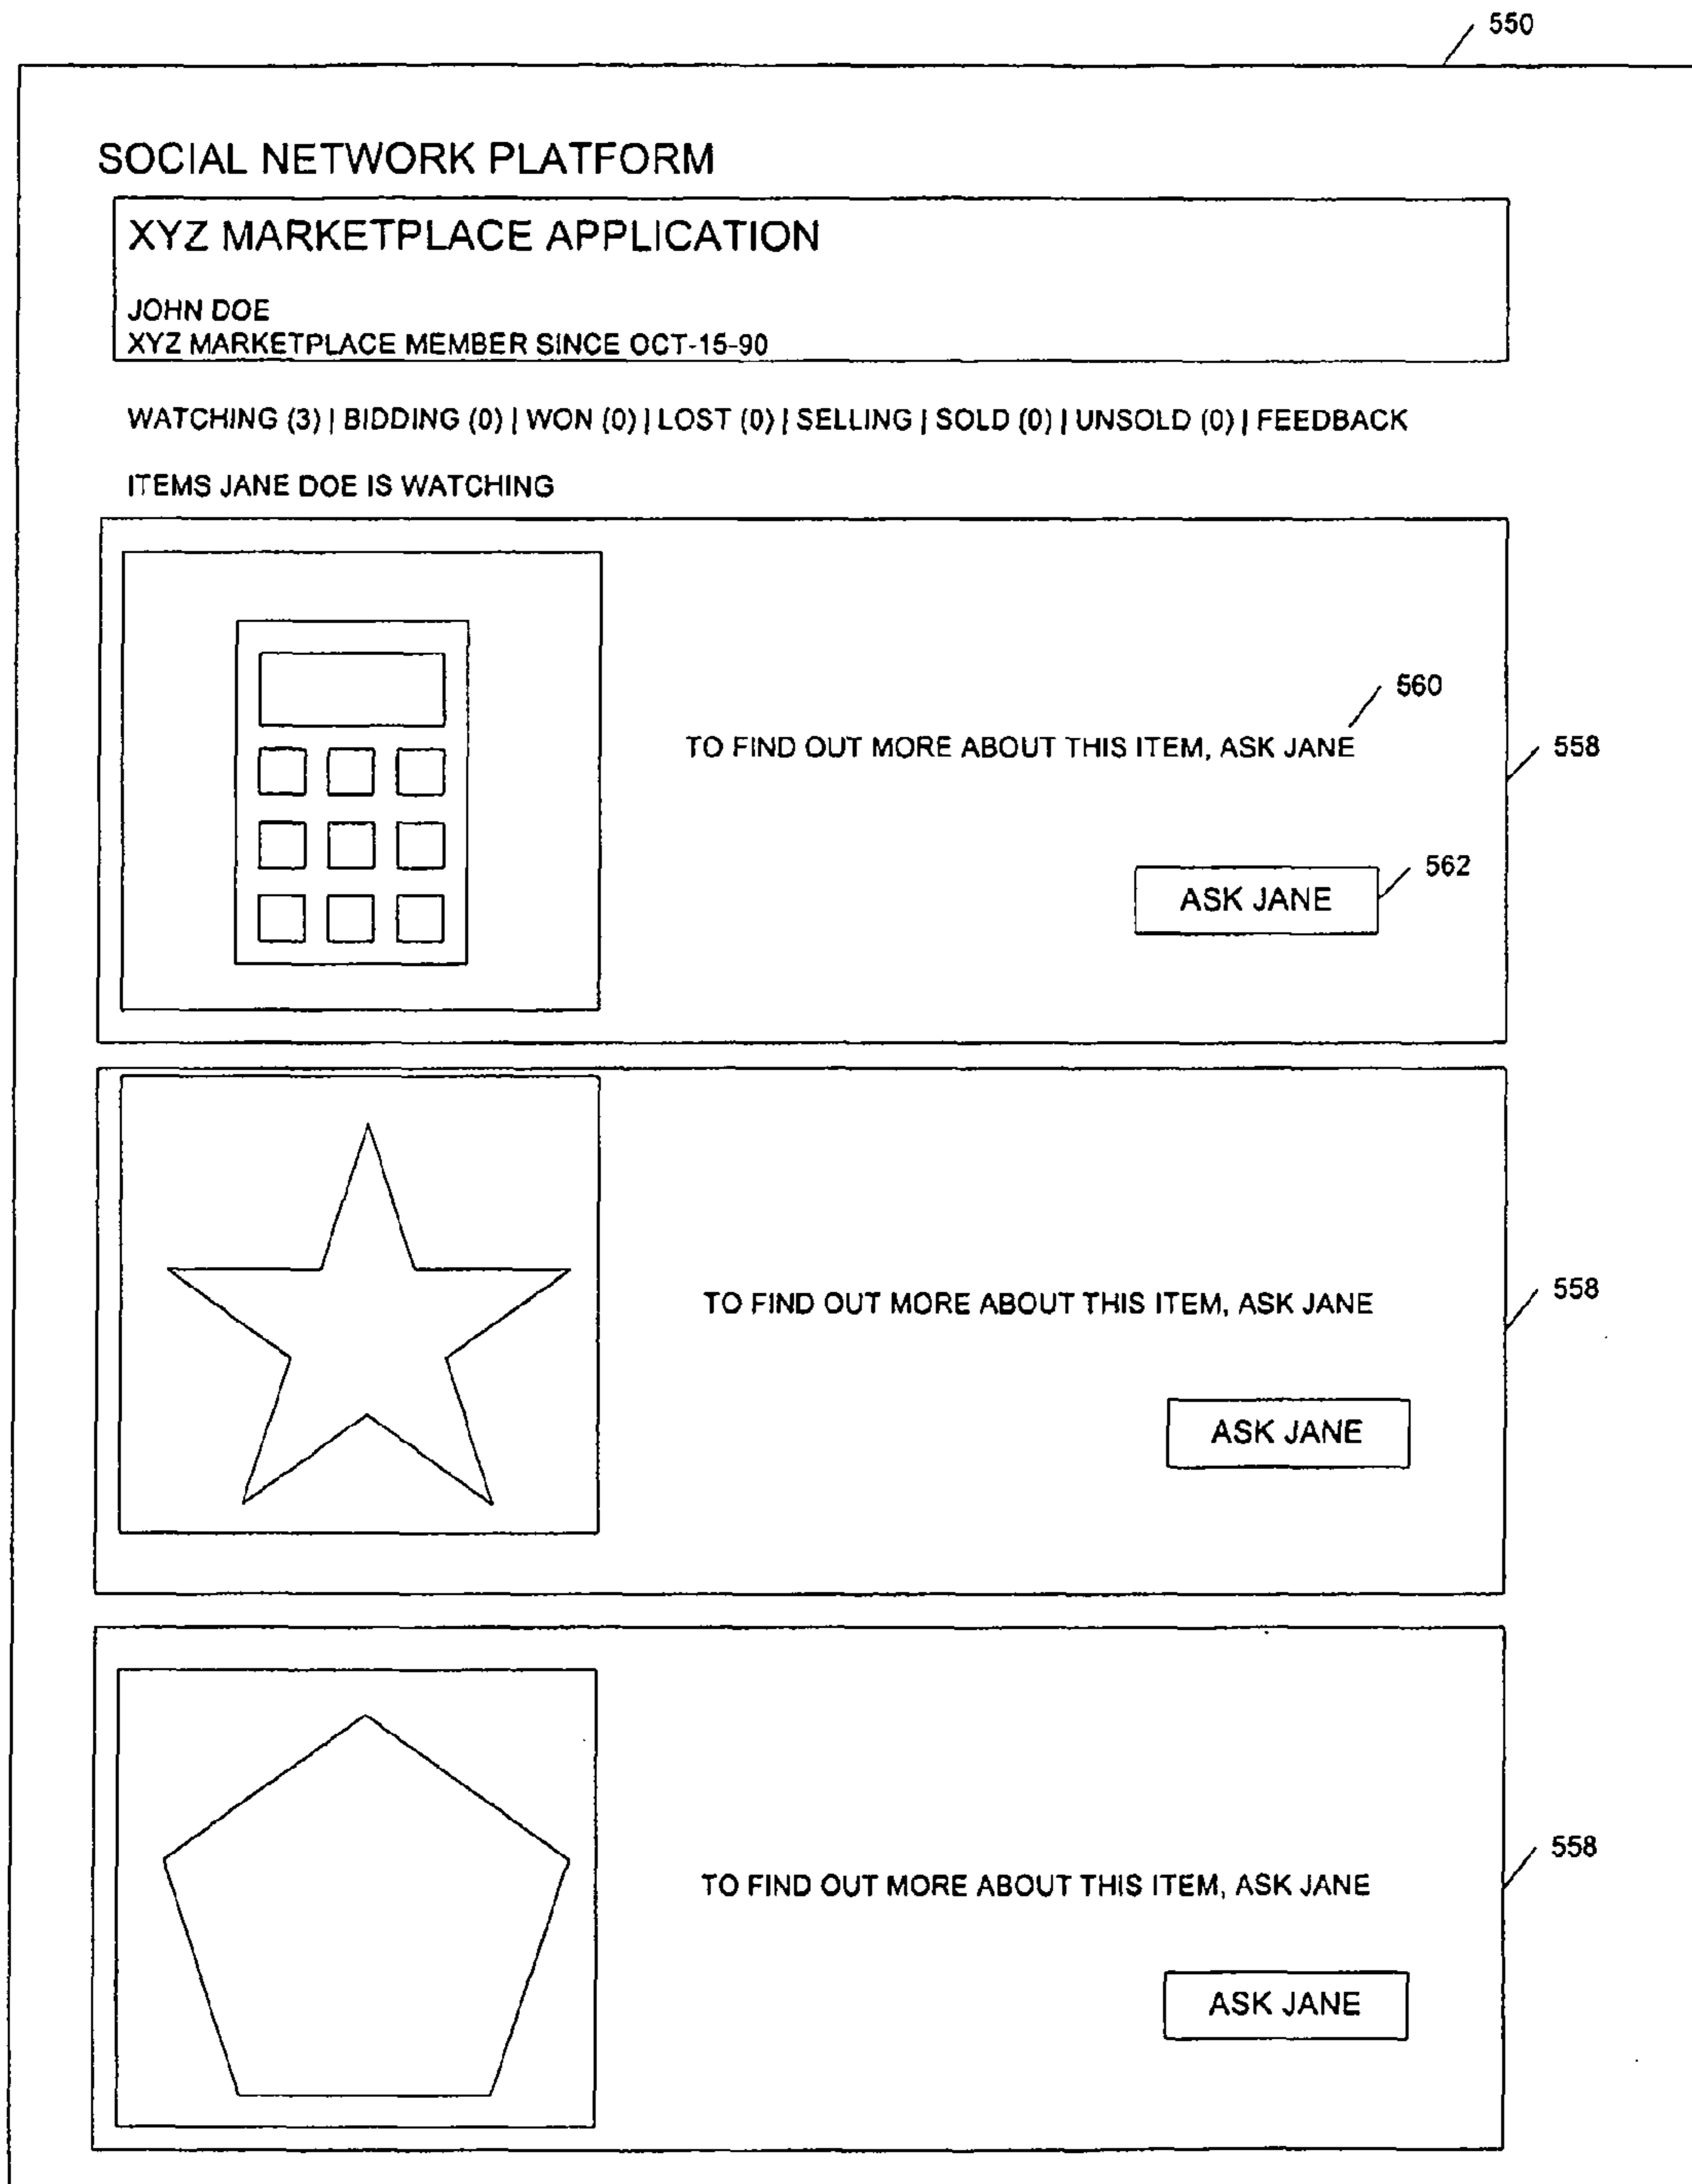 550
SOCIAL NETWORK PLATFORM
XYZ MARKETPLACE APPLICATION
JOHN DOE
XYZ MARKETPLACE MEMBER SINCE OCT-15-90
WATCHING (3) | BIDDING (0) | WON (0) | LOST (0) | SELLING | SOLD (0) | UNSOLD (0) | FEEDBACK
ITEMS JANE DOE IS WATCHING
560
TO FIND OUT MORE ABOUT THIS ITEM, ASK JANE
558
562
ASK JANE
558
TO FIND OUT MORE ABOUT THIS ITEM, ASK JANE
ASK JANE
558
TO FIND OUT MORE ABOUT THIS ITEM, ASK JANE
ASK JANE